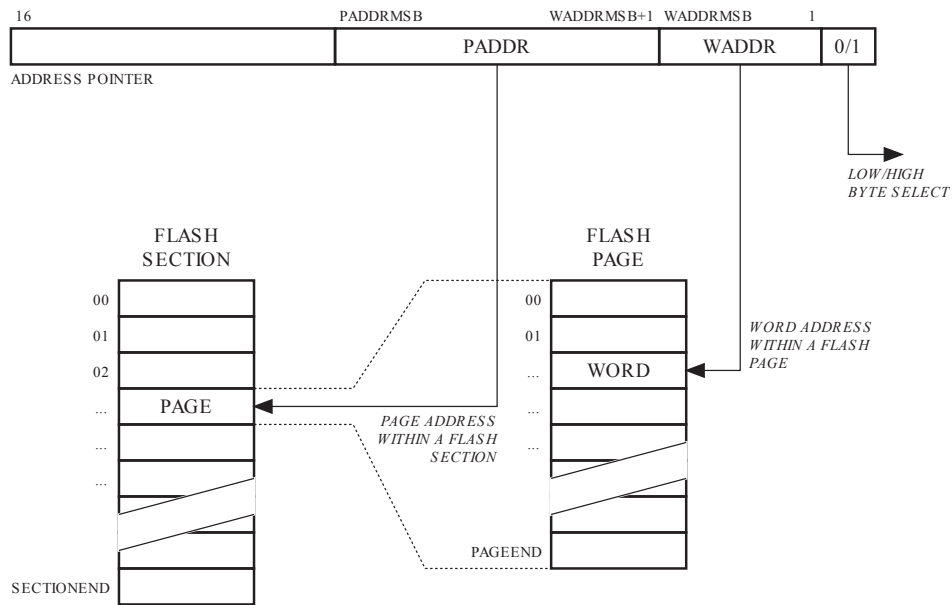 16 PADDRMSB WADDRMSB+1 WADDRMSB 1
PADDR WADDR 0/1
ADDRESS POINTER
LOW/HIGH
BYTE SELECT
FLASH
SECTION
FLASH
PAGE
00
01
02
...
...
...
SECTIONEND
PAGE
PAGE ADDRESS
WITHIN A FLASH
SECTION
00
01
...
...
...
PAGEEND
WORD
WORD ADDRESS
WITHIN A FLASH
PAGE